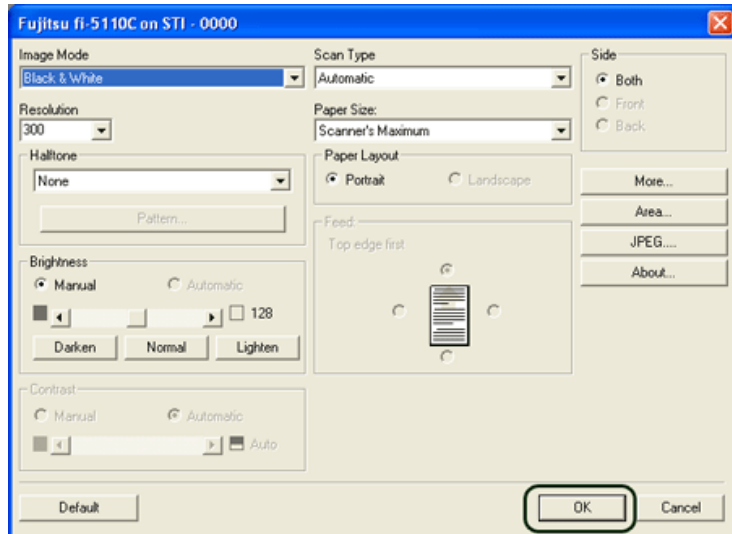 Fujitsu fi-5110C on STI - 0000
Image Mode
Black & White
Scan Type
Automatic
Side
Both
Front
Back
Resolution
300
Paper Size:
Scanner's Maximum
Halftone
None
Pattern...
Paper Layout
Portrait Landscape
More...
Area...
JPEG....
About...
Feed:
Top edge first
Brightness
Manual Automatic
128
Darken Normal Lighten
Contrast
Manual Automatic
Auto
Default OK Cancel